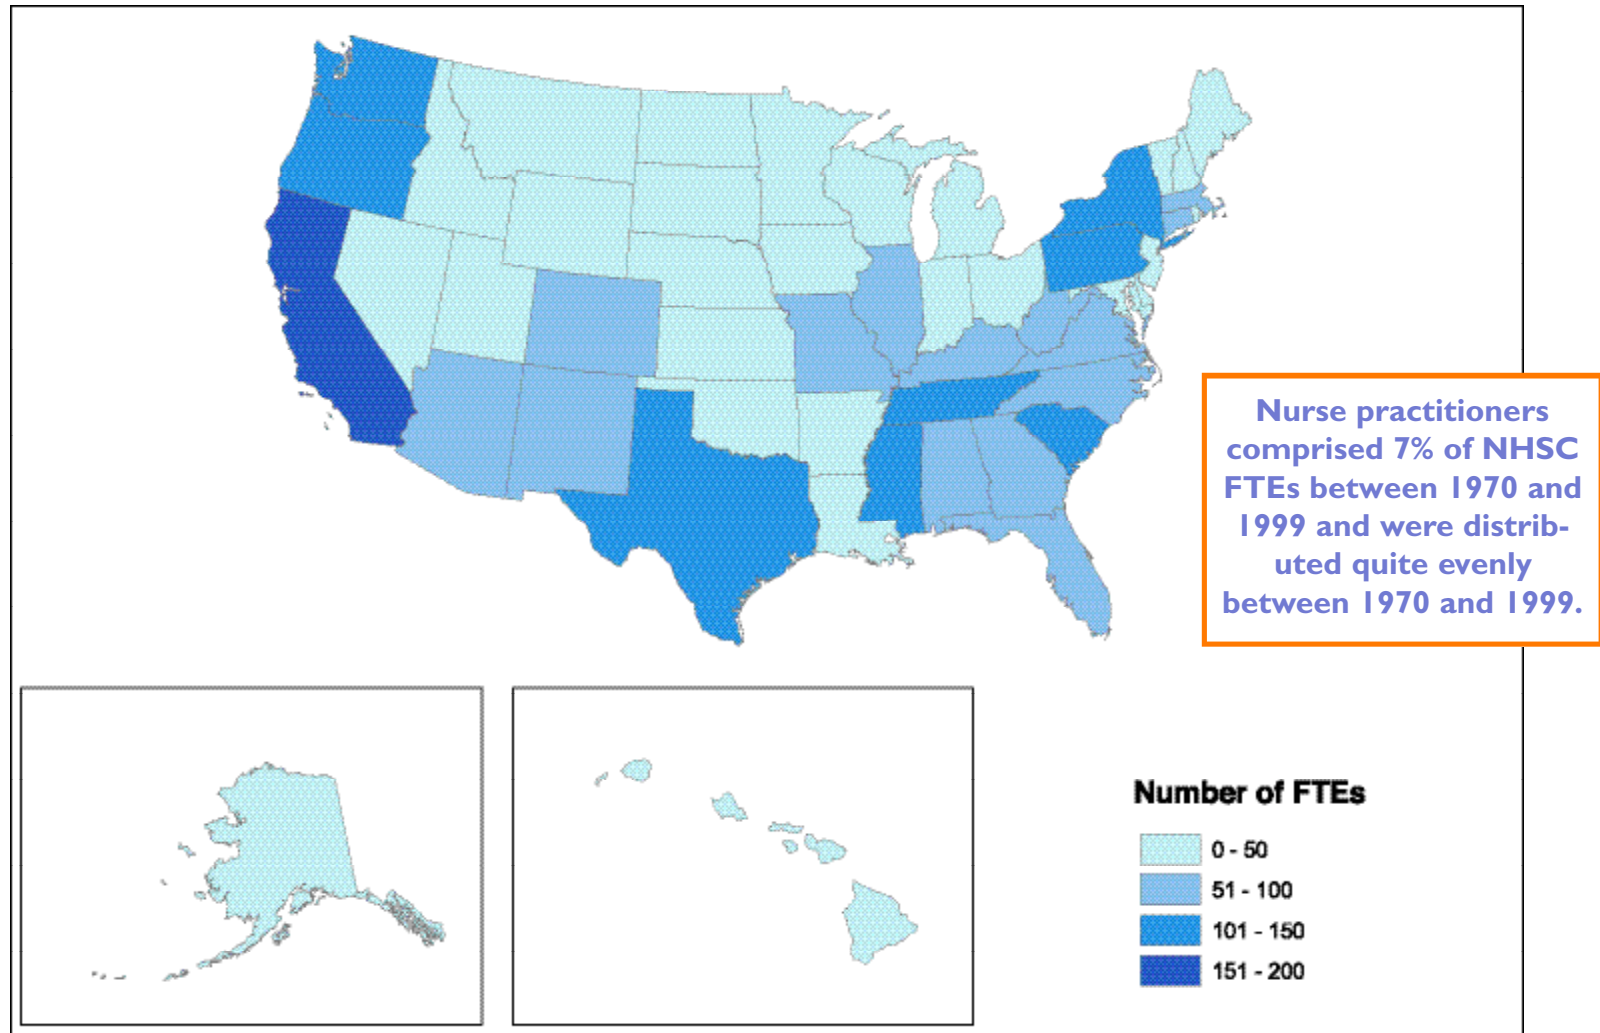 Nurse practitioners
comprised 7% of NHSC
FTEs between 1970 and
1999 and were distrib-
uted quite evenly
between 1970 and 1999.
Number of FTEs
0 - 50
51 - 100
101 - 150
151 - 200